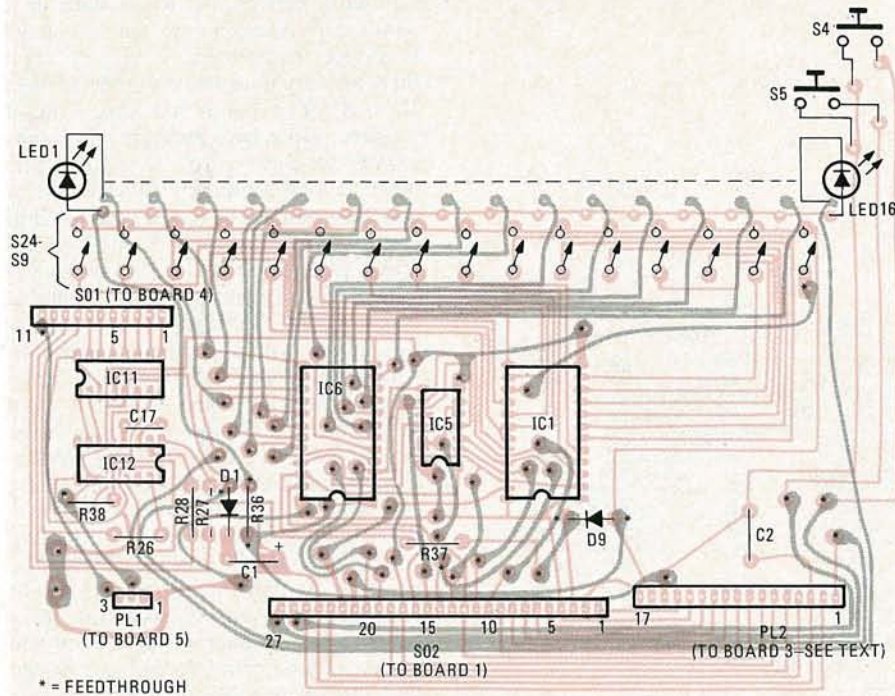 S4
S5
LED1
LED16
S24-
S9
S01 (TO BOARD 4)
11 5 1
IC11
IC6
IC5
IC1
C17
IC12
D1
R38
R28
R27
R36
R26
+
C1
R37
D9
C2
3 1
PL1
(TO BOARD 5)
27 20 15 10 5 1
S02
(TO BOARD 1)
17 1
PL2
(TO BOARD 3–SEE TEXT)
* = FEEDTHROUGH